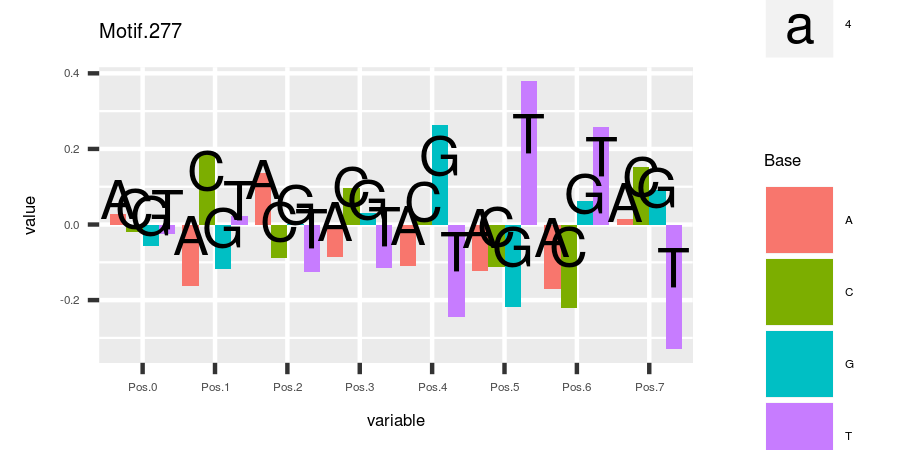 Motif.277
a 4
0.4
0.2
0.0
-0.2
value
A C G T A C G T A C G T A C G T A C G T A C G T A C G T A C G T
Pos.0 Pos.1 Pos.2 Pos.3 Pos.4 Pos.5 Pos.6 Pos.7
variable
Base
A
C
G
T